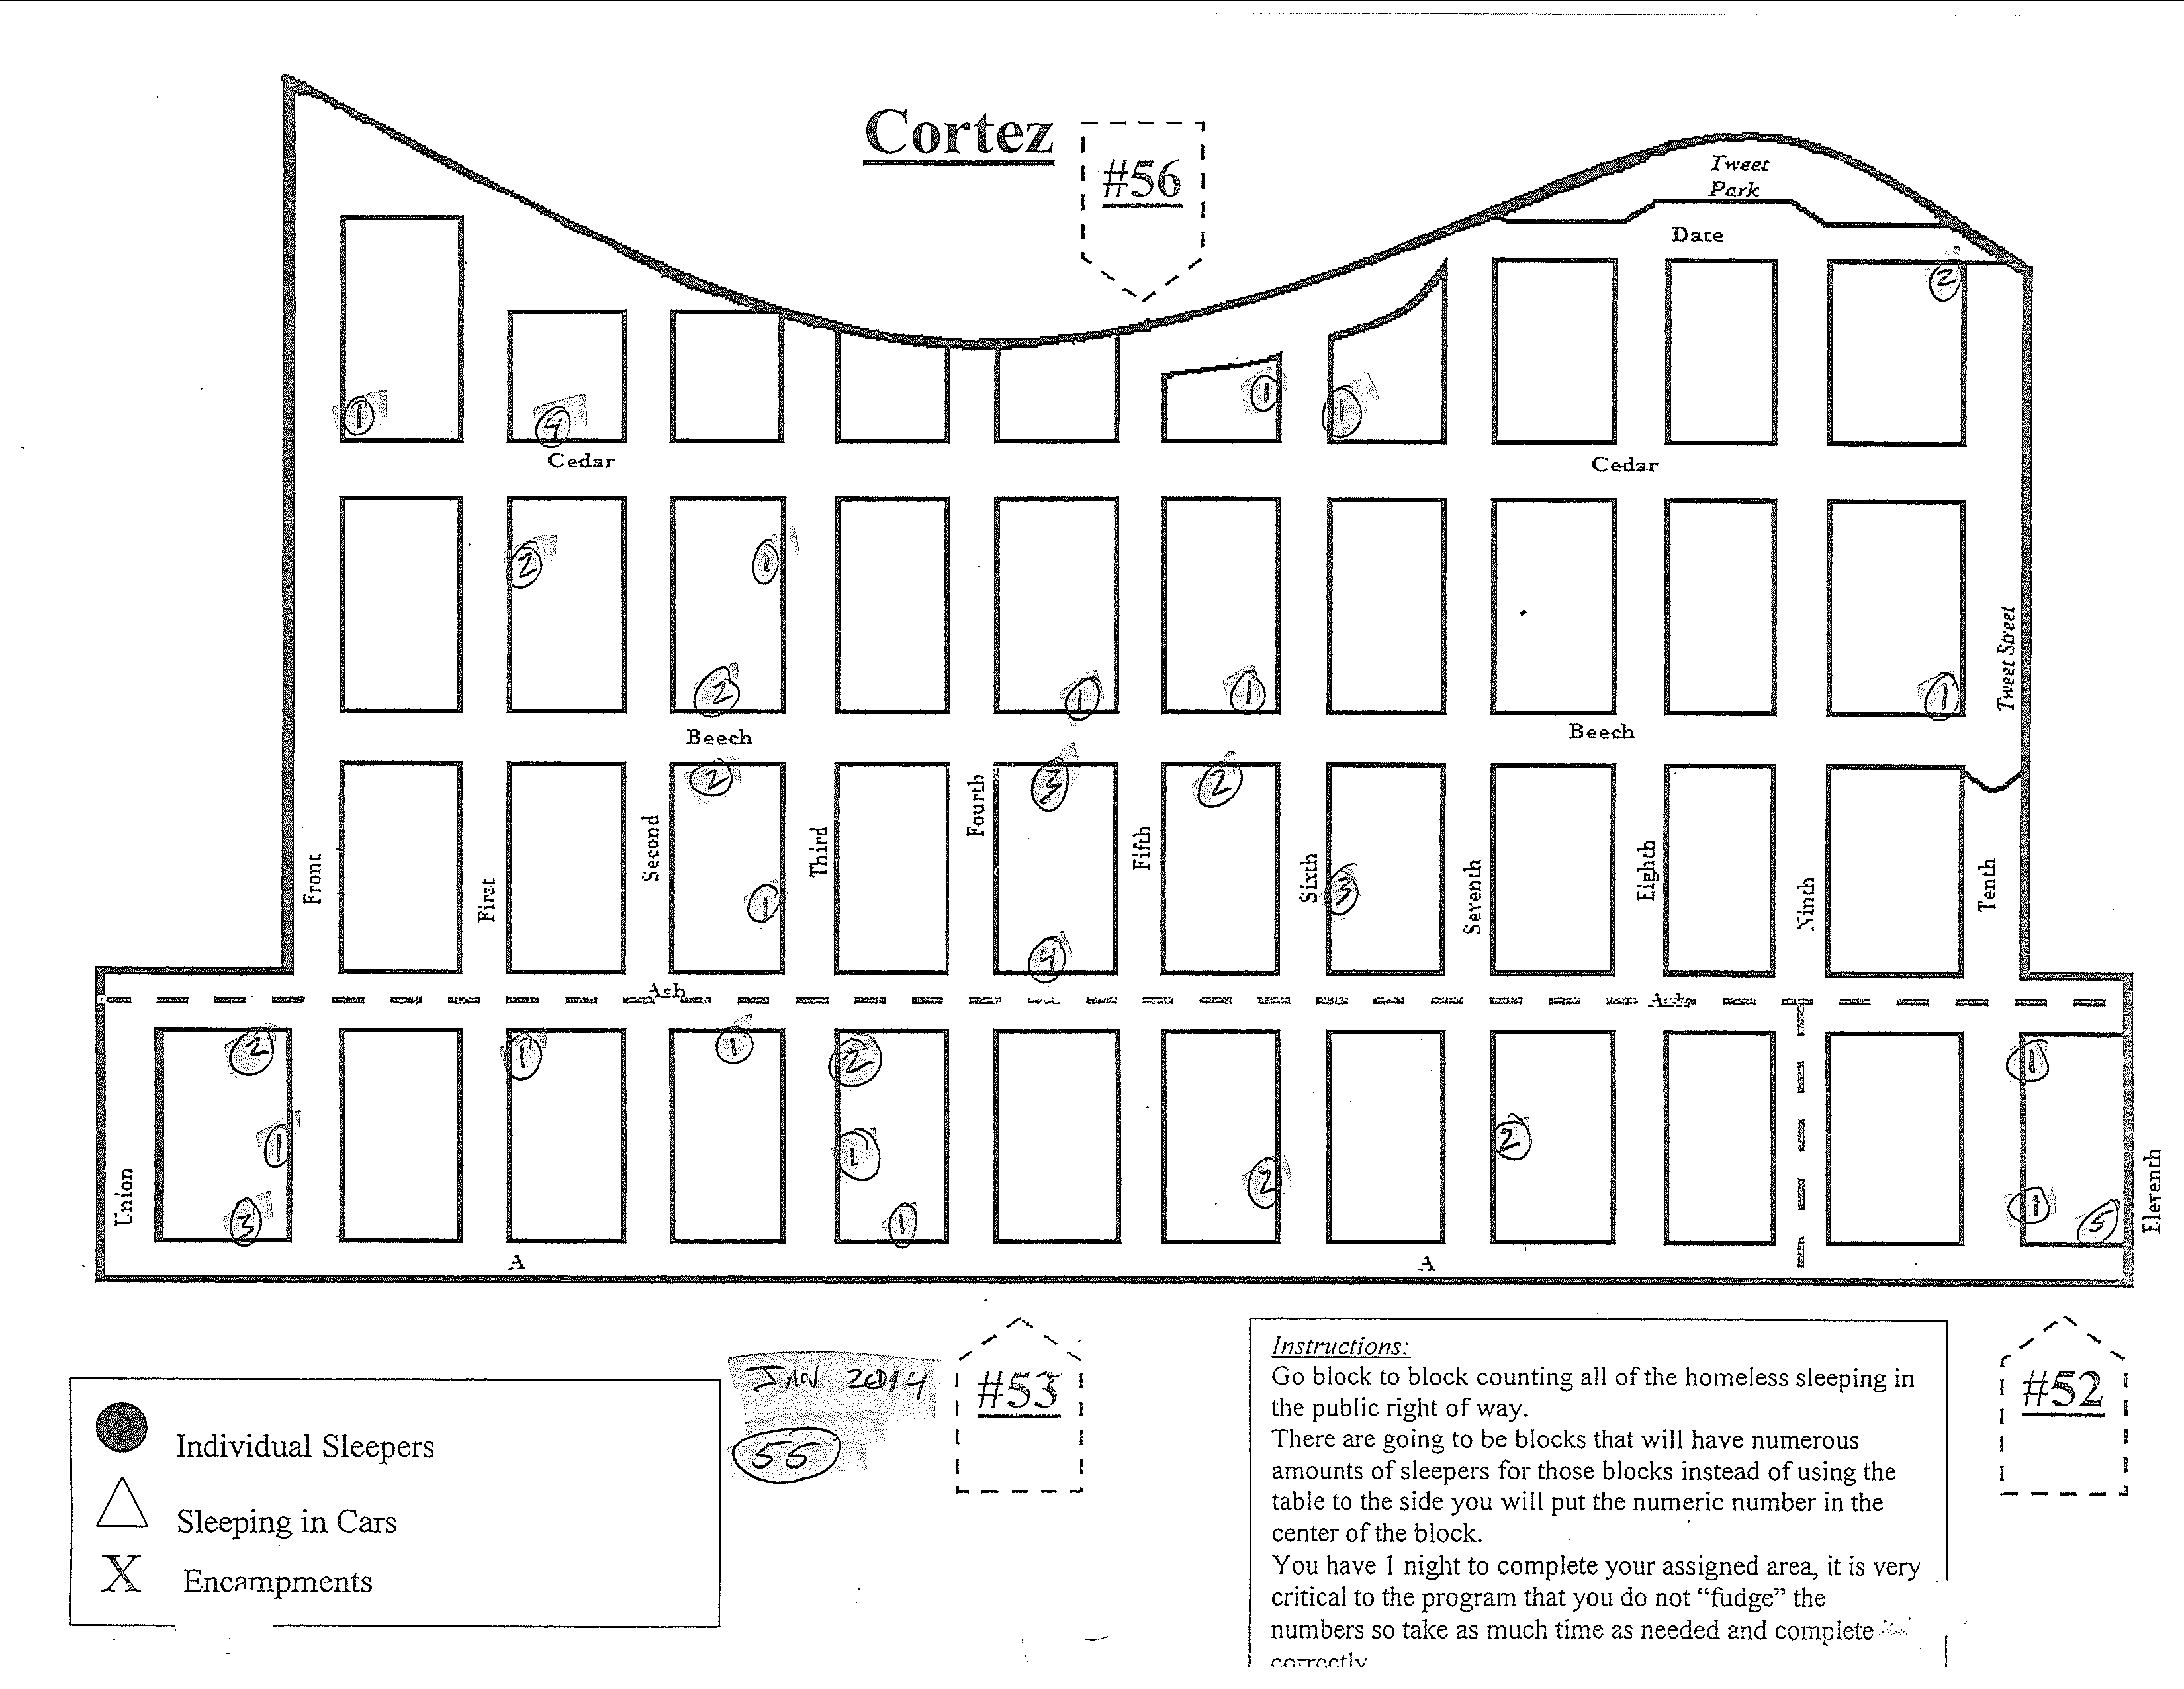 Cortez
#56
Tweet
Park
Date
2
1
4
1
1
Cedar
Cedar
2
1
2
1
1
1
Tweet Street
Beech
Beech
2
3
2
1
4
3
Front
First
Second
Third
Fourth
Fifth
Sixth
Seventh
Eighth
Ninth
Tenth
Ash
Ash
2
1
1
2
1
1
1
2
2
3
1
1
5
Union
Eleventh
A
A
JAN 2014
55
#53
#52
Individual Sleepers
Sleeping in Cars
X Encampments
Instructions:
Go block to block counting all of the homeless sleeping in
the public right of way.
There are going to be blocks that will have numerous
amounts of sleepers for those blocks instead of using the
table to the side you will put the numeric number in the
center of the block.
You have 1 night to complete your assigned area, it is very
critical to the program that you do not “fudge” the
numbers so take as much time as needed and complete
correctly